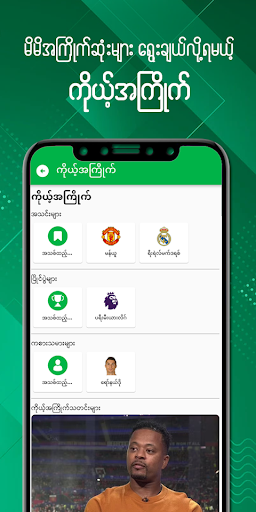 မိမိအကြိုက်ဆုံးများ ရွေးချယ်လို့ရမယ့်
ကိုယ့်အကြိုက်
ကိုယ့်အကြိုက်
ကိုယ့်အကြိုက်
အသင်းများ
အသစ်ထည့်... မန်ယူ ရီးရဲလ်မက်ဒရစ်
ပြိုင်ပွဲများ
အသစ်ထည့်... ပရီးမီးယားလိဂ်
ကစားသမားများ
အသစ်ထည့်... ရော်နယ်ဒို
ကိုယ့်အကြိုက်သတင်းများ